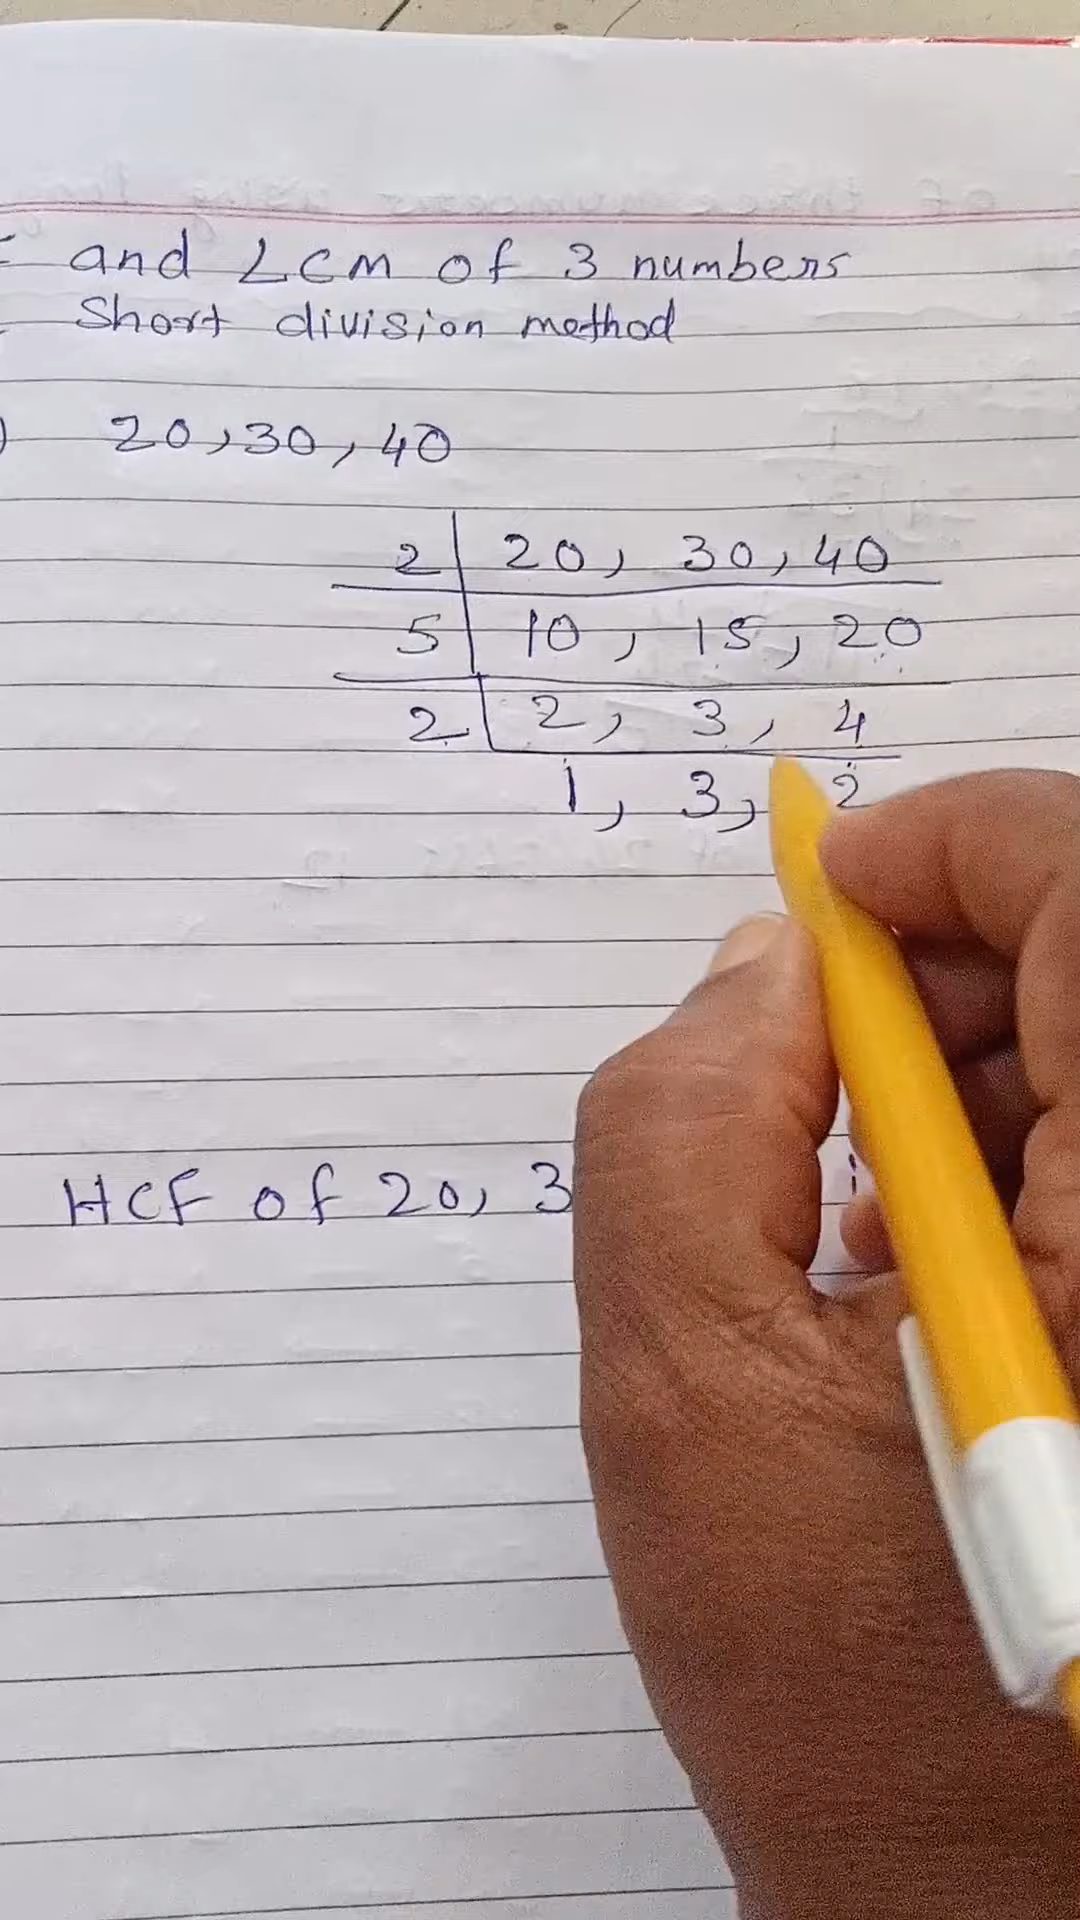 and LCM of 3 numbers
Short division method
) 20, 30, 40
2 | 20, 30, 40
5 | 10, 15, 20
2 | 2, 3, 4
1, 3, 2
HCF of 20, 3